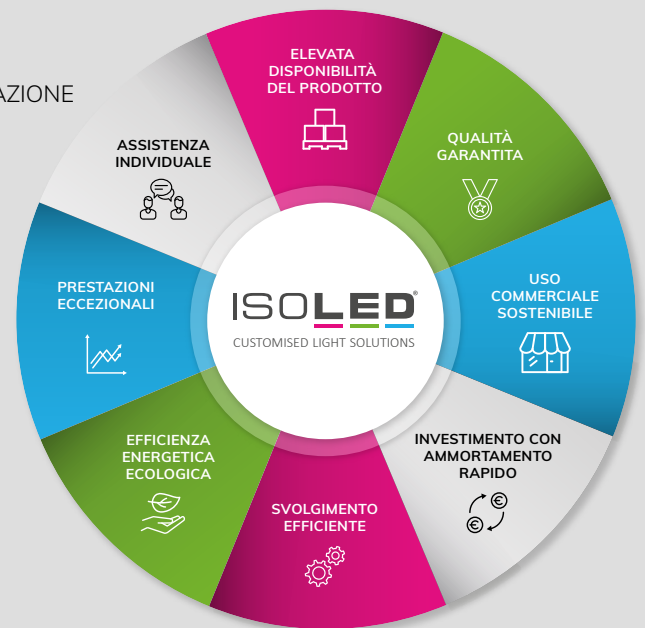 ELEVATA
DISPONIBILITÀ
DEL PRODOTTO
AZIONE
QUALITÀ
GARANTITA
ASSISTENZA
INDIVIDUALE
USO
COMMERCIALE
SOSTENIBILE
PRESTAZIONI
ECCEZIONALI
ISOLED®
CUSTOMISED LIGHT SOLUTIONS
INVESTIMENTO CON
AMMORTAMENTO
RAPIDO
EFFICIENZA
ENERGETICA
ECOLOGICA
SVOLGIMENTO
EFFICIENTE